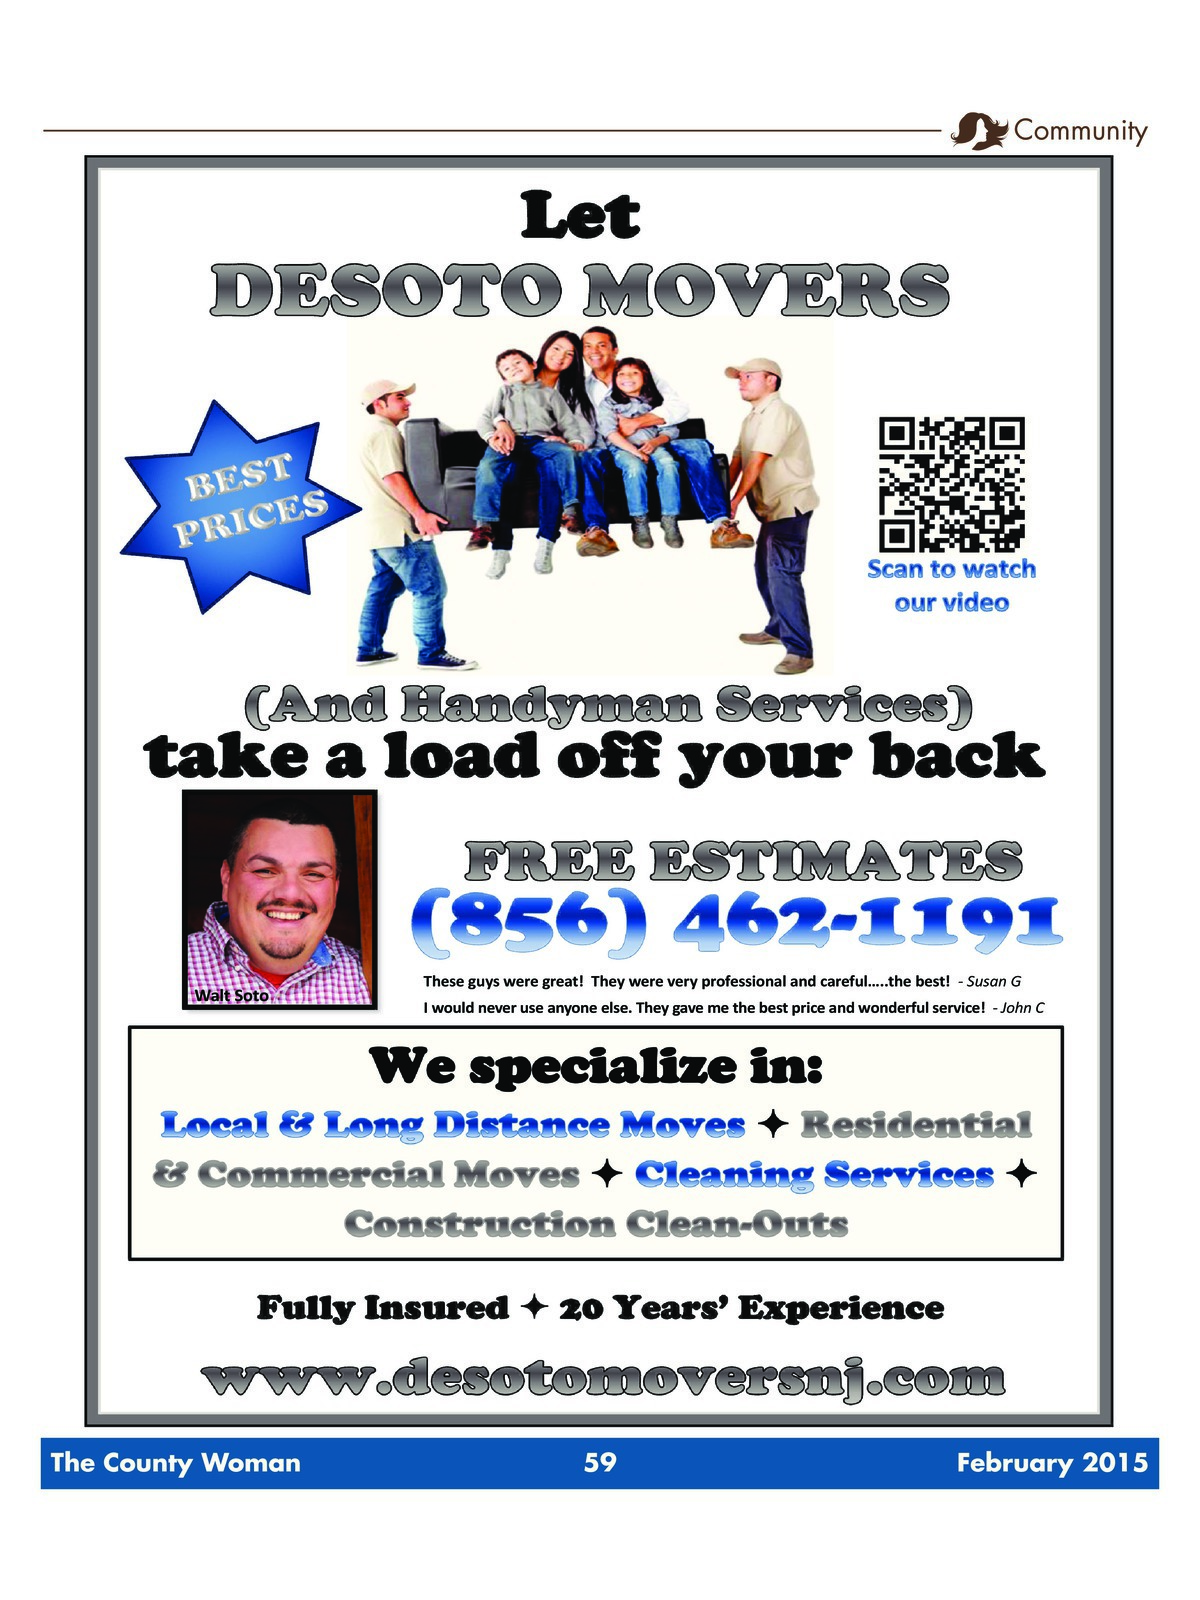 Community
Let
DESOTO MOVERS
BEST
PRICES
Scan to watch
our video
(And Handyman Services)
take a load off your back
Walt Soto
FREE ESTIMATES
(856) 462-1191
These guys were great!  They were very professional and careful…..the best!  - Susan G
I would never use anyone else. They gave me the best price and wonderful service!  - John C
We specialize in:
Local & Long Distance Moves ✦ Residential
& Commercial Moves ✦ Cleaning Services ✦
Construction Clean-Outs
Fully Insured ✦ 20 Years’ Experience
www.desotomoversnj.com
The County Woman 59 February 2015